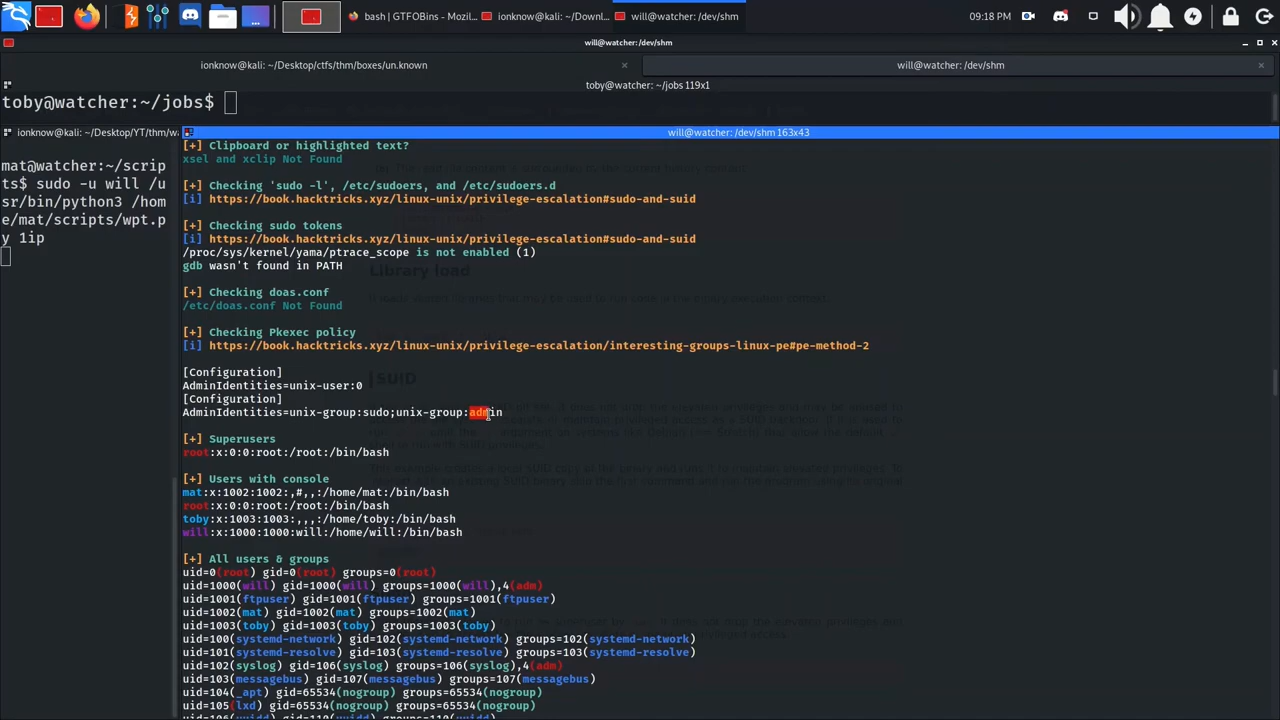 bash | GTFOBins - Mozil...
ionknow@kali: ~/Downl...
will@watcher: /dev/shm
09:18 PM
will@watcher: /dev/shm
ionknow@kali: ~/Desktop/ctfs/thm/boxes/un.known
will@watcher: /dev/shm
toby@watcher: ~/jobs 119x1
toby@watcher:~/jobs$
ionknow@kali: ~/Desktop/YT/thm/wa
will@watcher: /dev/shm 163x43
mat@watcher:~/scrip
ts$ sudo -u will /u
sr/bin/python3 /hom
e/mat/scripts/wpt.p
y 1ip
[+] Clipboard or highlighted text?
xsel and xclip Not Found
[+] Checking 'sudo -l', /etc/sudoers, and /etc/sudoers.d
[i] https://book.hacktricks.xyz/linux-unix/privilege-escalation#sudo-and-suid
[+] Checking sudo tokens
[i] https://book.hacktricks.xyz/linux-unix/privilege-escalation#sudo-and-suid
/proc/sys/kernel/yama/ptrace_scope is not enabled (1)
gdb wasn't found in PATH
[+] Checking doas.conf
/etc/doas.conf Not Found
[+] Checking Pkexec policy
[i] https://book.hacktricks.xyz/linux-unix/privilege-escalation/interesting-groups-linux-pe#pe-method-2
[Configuration]
AdminIdentities=unix-user:0
[Configuration]
AdminIdentities=unix-group:sudo;unix-group:admin
[+] Superusers
root:x:0:0:root:/root:/bin/bash
[+] Users with console
mat:x:1002:1002:,#,,:/home/mat:/bin/bash
root:x:0:0:root:/root:/bin/bash
toby:x:1003:1003:,,,:/home/toby:/bin/bash
will:x:1000:1000:will:/home/will:/bin/bash
[+] All users & groups
uid=0(root) gid=0(root) groups=0(root)
uid=1000(will) gid=1000(will) groups=1000(will),4(adm)
uid=1001(ftpuser) gid=1001(ftpuser) groups=1001(ftpuser)
uid=1002(mat) gid=1002(mat) groups=1002(mat)
uid=1003(toby) gid=1003(toby) groups=1003(toby)
uid=100(systemd-network) gid=102(systemd-network) groups=102(systemd-network)
uid=101(systemd-resolve) gid=103(systemd-resolve) groups=103(systemd-resolve)
uid=102(syslog) gid=106(syslog) groups=106(syslog),4(adm)
uid=103(messagebus) gid=107(messagebus) groups=107(messagebus)
uid=104(_apt) gid=65534(nogroup) groups=65534(nogroup)
uid=105(lxd) gid=65534(nogroup) groups=65534(nogroup)
Library load
SUID